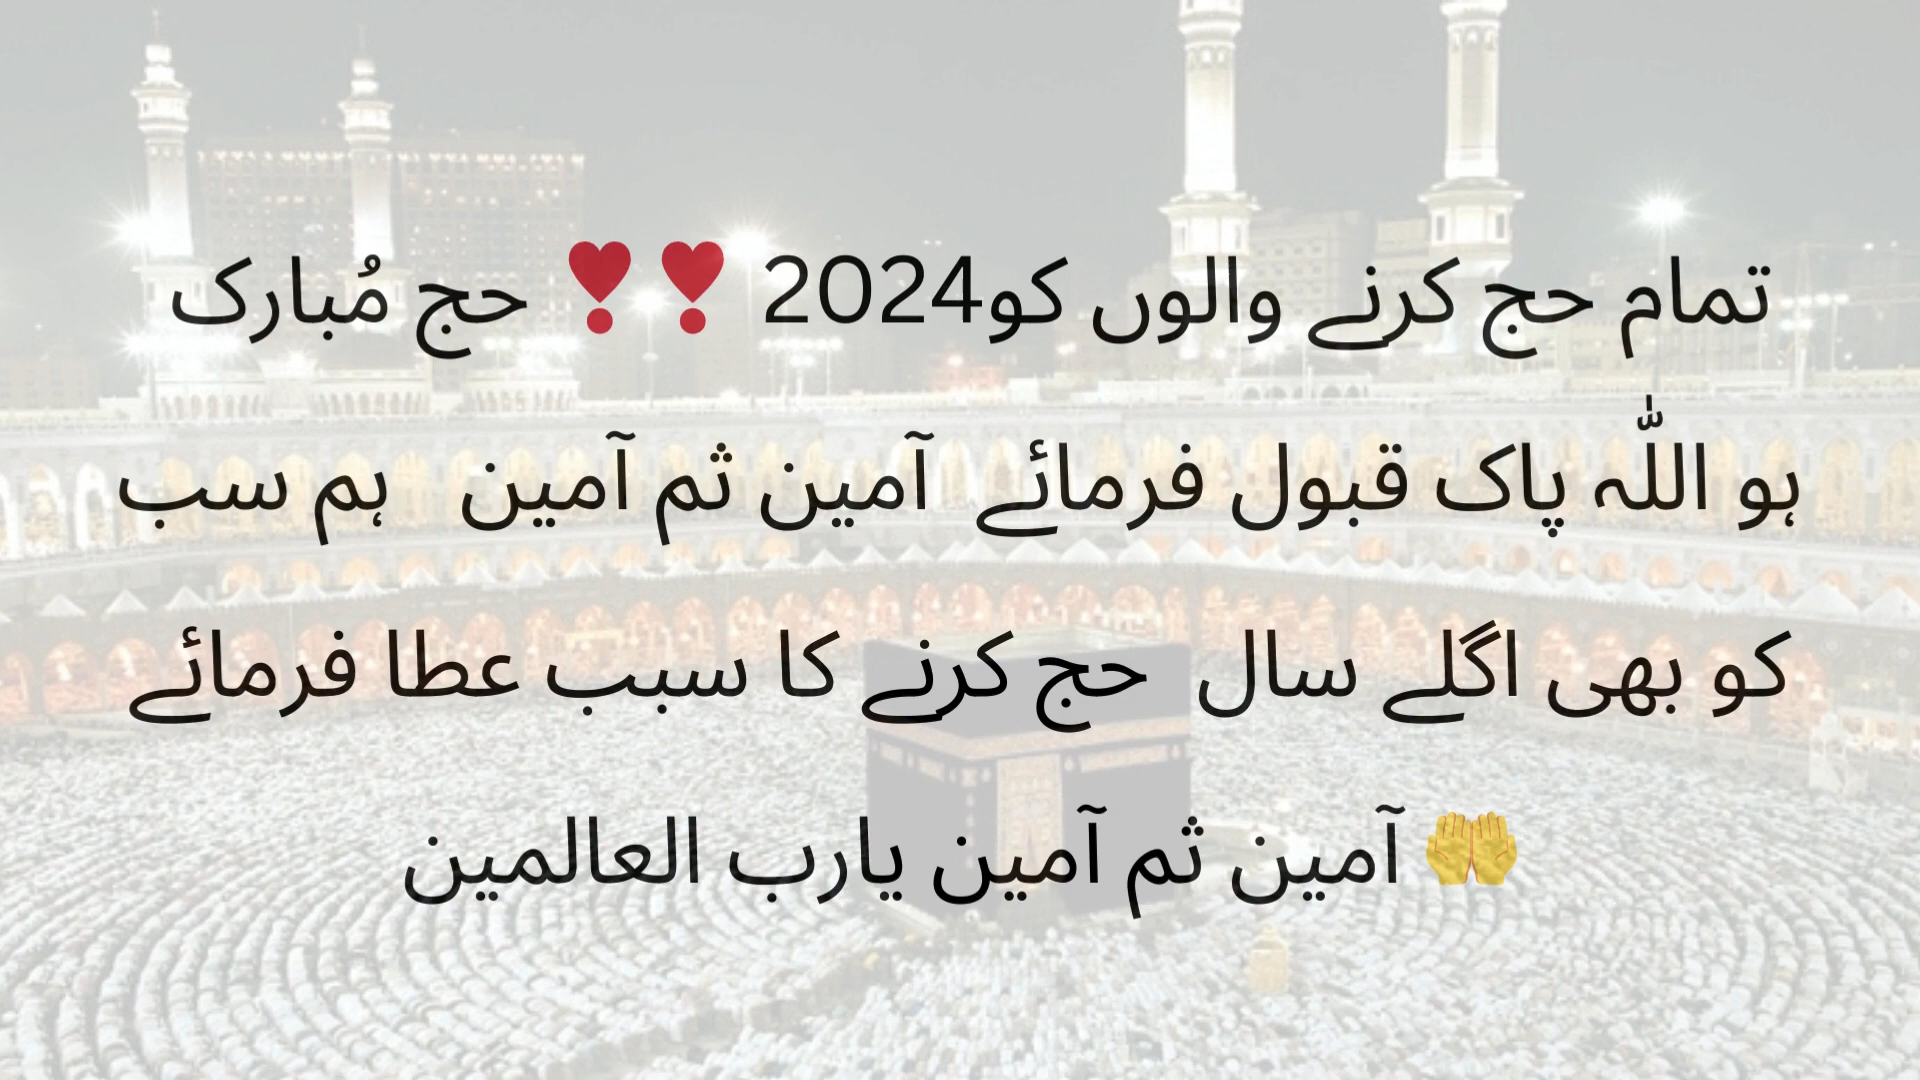 تمام حج کرنے والوں کو2024 ❣❣ حج مُبارک
ہو اللّٰہ پاک قبول فرمائے آمین ثم آمین ہم سب
کو بھی اگلے سال حج کرنے کا سبب عطا فرمائے
🤲 آمین ثم آمین یارب العالمین